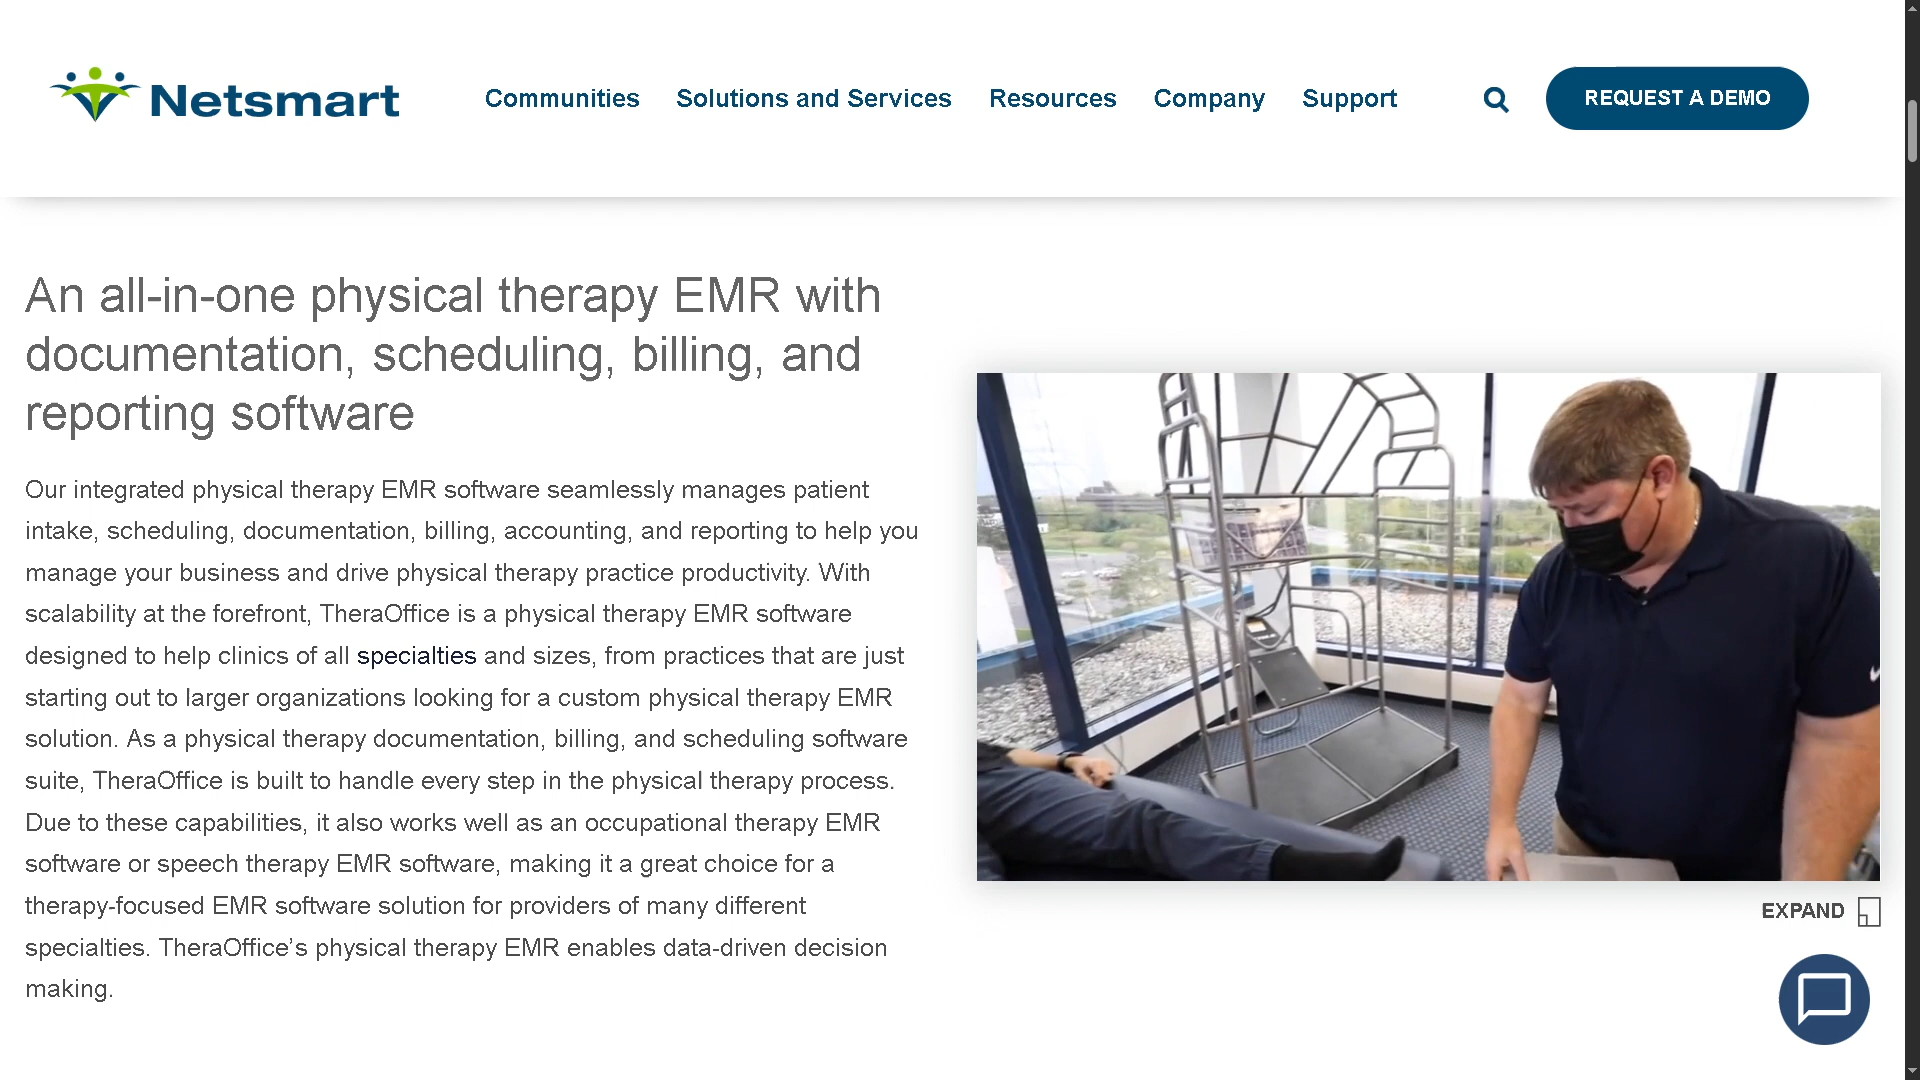 Netsmart
Communities
Solutions and Services
Resources
Company
Support
REQUEST A DEMO
An all-in-one physical therapy EMR with
documentation, scheduling, billing, and
reporting software
Our integrated physical therapy EMR software seamlessly manages patient
intake, scheduling, documentation, billing, accounting, and reporting to help you
manage your business and drive physical therapy practice productivity. With
scalability at the forefront, TheraOffice is a physical therapy EMR software
designed to help clinics of all specialties and sizes, from practices that are just
starting out to larger organizations looking for a custom physical therapy EMR
solution. As a physical therapy documentation, billing, and scheduling software
suite, TheraOffice is built to handle every step in the physical therapy process.
Due to these capabilities, it also works well as an occupational therapy EMR
software or speech therapy EMR software, making it a great choice for a
therapy-focused EMR software solution for providers of many different
specialties. TheraOffice’s physical therapy EMR enables data-driven decision
making.
EXPAND